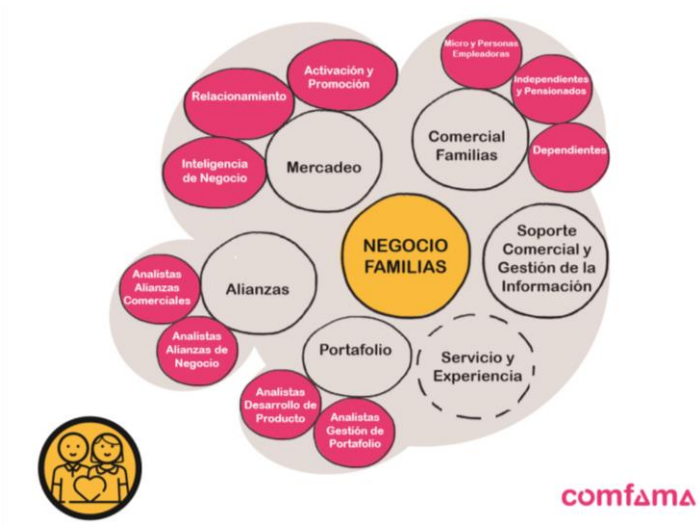 Micro y Personas
Empleadoras
Activación y
Promoción
Independientes
y Pensionados
Relacionamiento
Comercial
Familias
Dependientes
Inteligencia
de Negocio
Mercadeo
NEGOCIO
FAMILIAS
Soporte
Comercial y
Gestión de la
Información
Analistas
Alianzas
Comerciales
Alianzas
Analistas
Alianzas de
Negocio
Portafolio
Servicio y
Experiencia
Analistas
Desarrollo de
Producto
Analistas
Gestión de
Portafolio
comfama